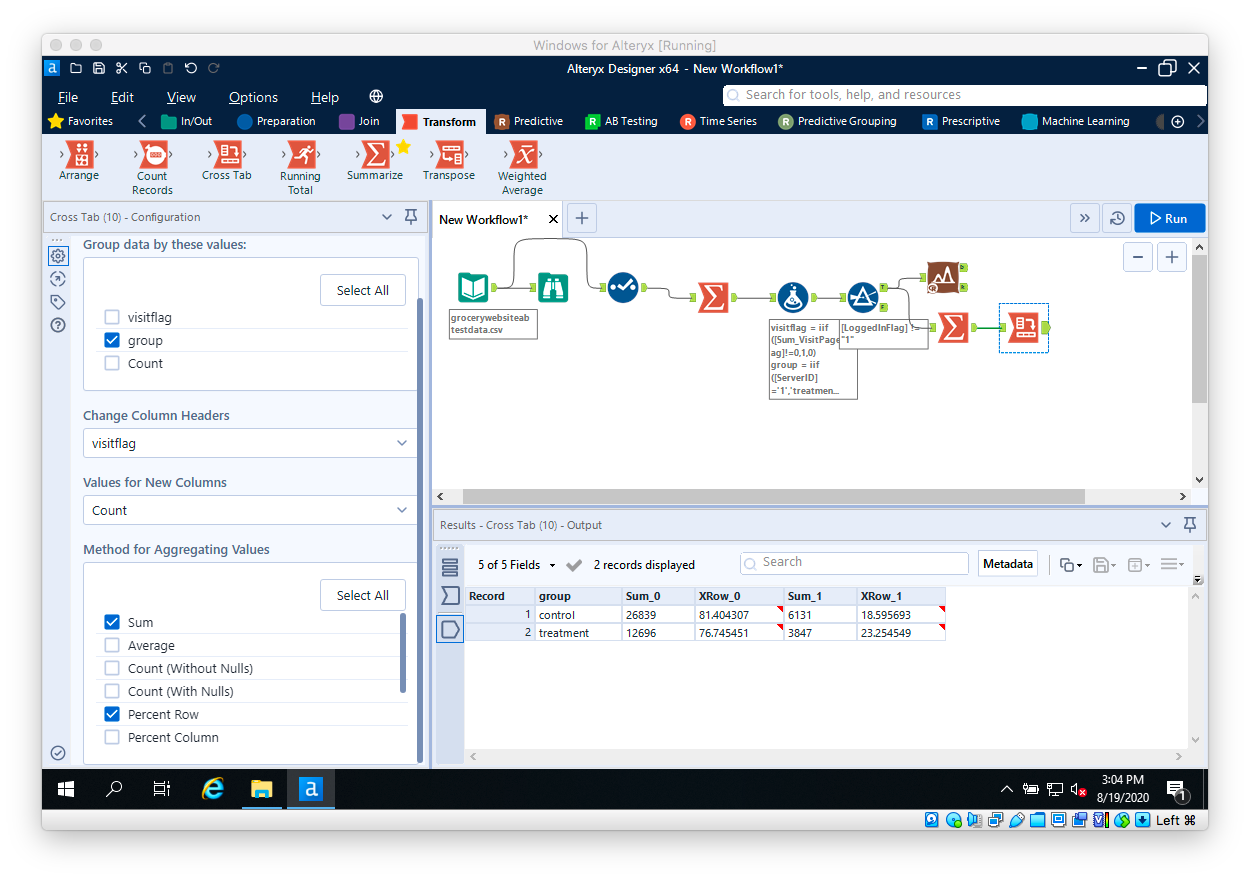 Windows for Alteryx [Running]
Alteryx Designer x64 - New Workflow1*
File Edit View Options Help
Search for tools, help, and resources
Favorites In/Out Preparation Join Transform Predictive AB Testing Time Series Predictive Grouping Prescriptive Machine Learning
Arrange
Count
Records
Cross Tab
Running
Total
Summarize
Transpose
Weighted
Average
Cross Tab (10) - Configuration
Group data by these values:
Select All
visitflag
group
Count
Change Column Headers
visitflag
Values for New Columns
Count
Method for Aggregating Values
Select All
Sum
Average
Count (Without Nulls)
Count (With Nulls)
Percent Row
Percent Column
New Workflow1*
Run
grocerywebsiteab
testdata.csv
visitflag = iif
([Sum_VisitPage
ag]!=0,1,0)
group = iif
([ServerID]
='1','treatmen...
[LoggedInFlag] !=
"1"
Results - Cross Tab (10) - Output
5 of 5 Fields 2 records displayed Search Metadata
Record group Sum_0 XRow_0 Sum_1 XRow_1
1 control 26839 81.404307 6131 18.595693
2 treatment 12696 76.745451 3847 23.254549
3:04 PM
8/19/2020
1
Left ⌘